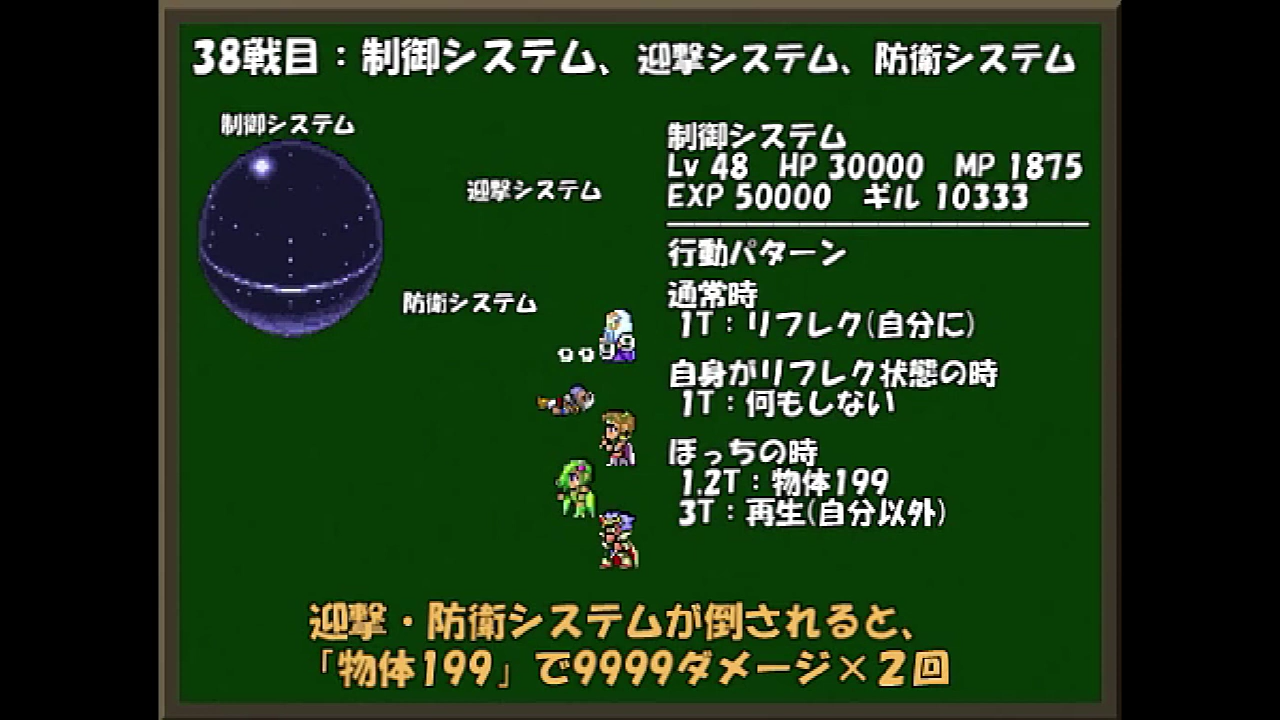 38戦目：制御システム、迎撃システム、防衛システム
制御システム
迎撃システム
防衛システム
制御システム
Lv 48　HP 30000　MP 1875
EXP 50000　ギル 10333
行動パターン
通常時
1T：リフレク(自分に)
自身がリフレク状態の時
1T：何もしない
ぼっちの時
1.2T：物体199
3T：再生(自分以外)
迎撃・防衛システムが倒されると、
「物体199」で9999ダメージ×２回